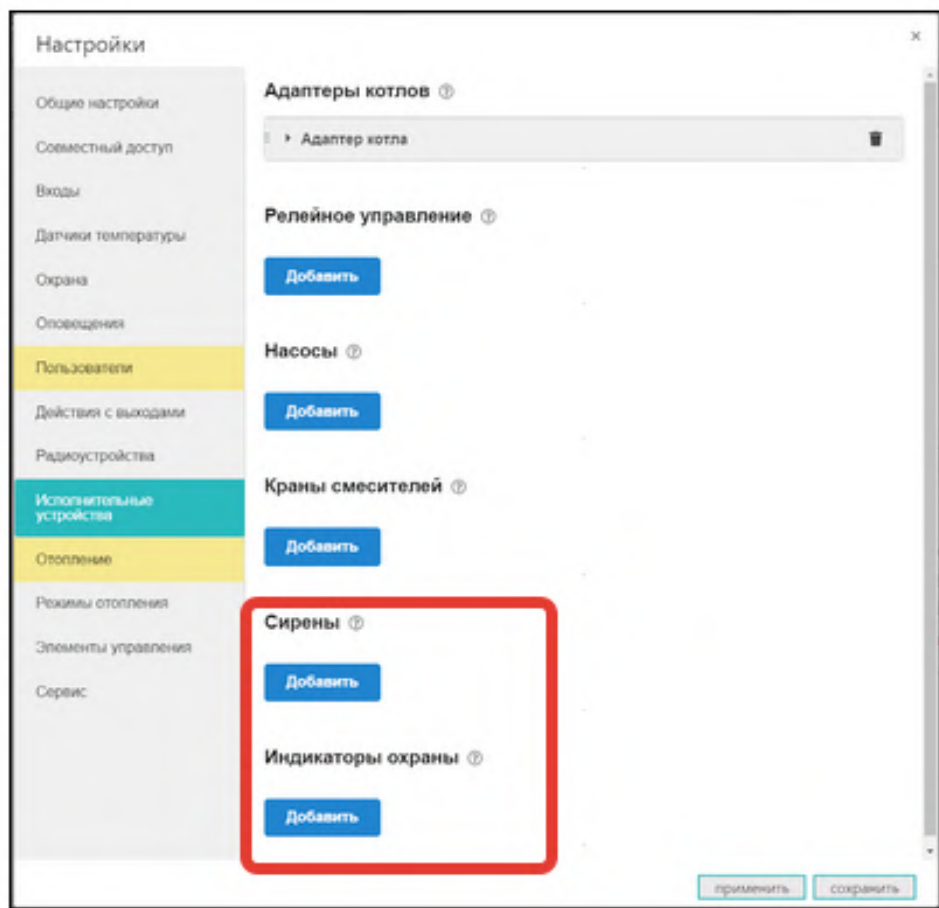 Настройки
Общие настройки
Совместный доступ
Входы
Датчики температуры
Охрана
Оповещения
Пользователи
Действия с выходами
Радиоустройства
Исполнительные
устройства
Отопление
Режимы отопления
Элементы управления
Сервис
Адаптеры котлов
Адаптер котла
Релейное управление
Добавить
Насосы
Добавить
Краны смесителей
Добавить
Сирены
Добавить
Индикаторы охраны
Добавить
применить
сохранить